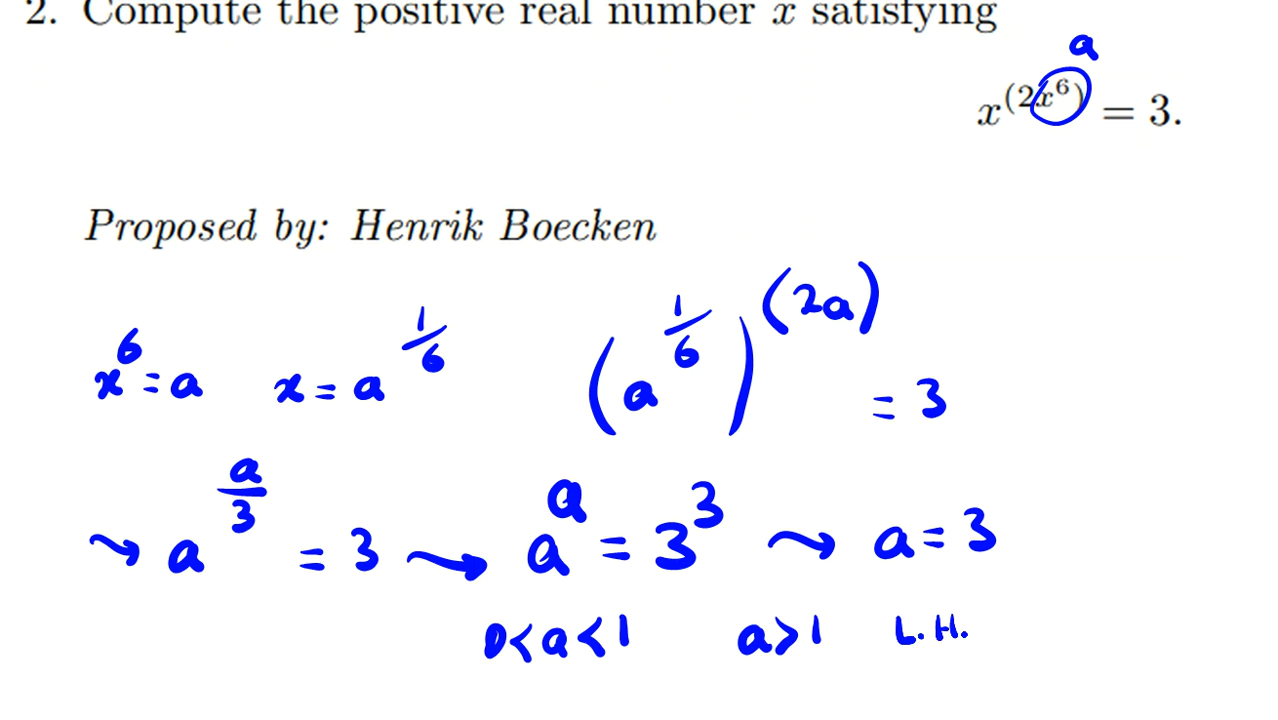 2. Compute the positive real number x satisfying
a
x^(2x^6) = 3.
Proposed by: Henrik Boecken
x^6 = a   x = a^(1/6)   (a^(1/6))^(2a) = 3
⇝ a^(a/3) = 3 ⇝ a^a = 3^3 ⇝ a = 3
0<a<1   a>1   L.H.